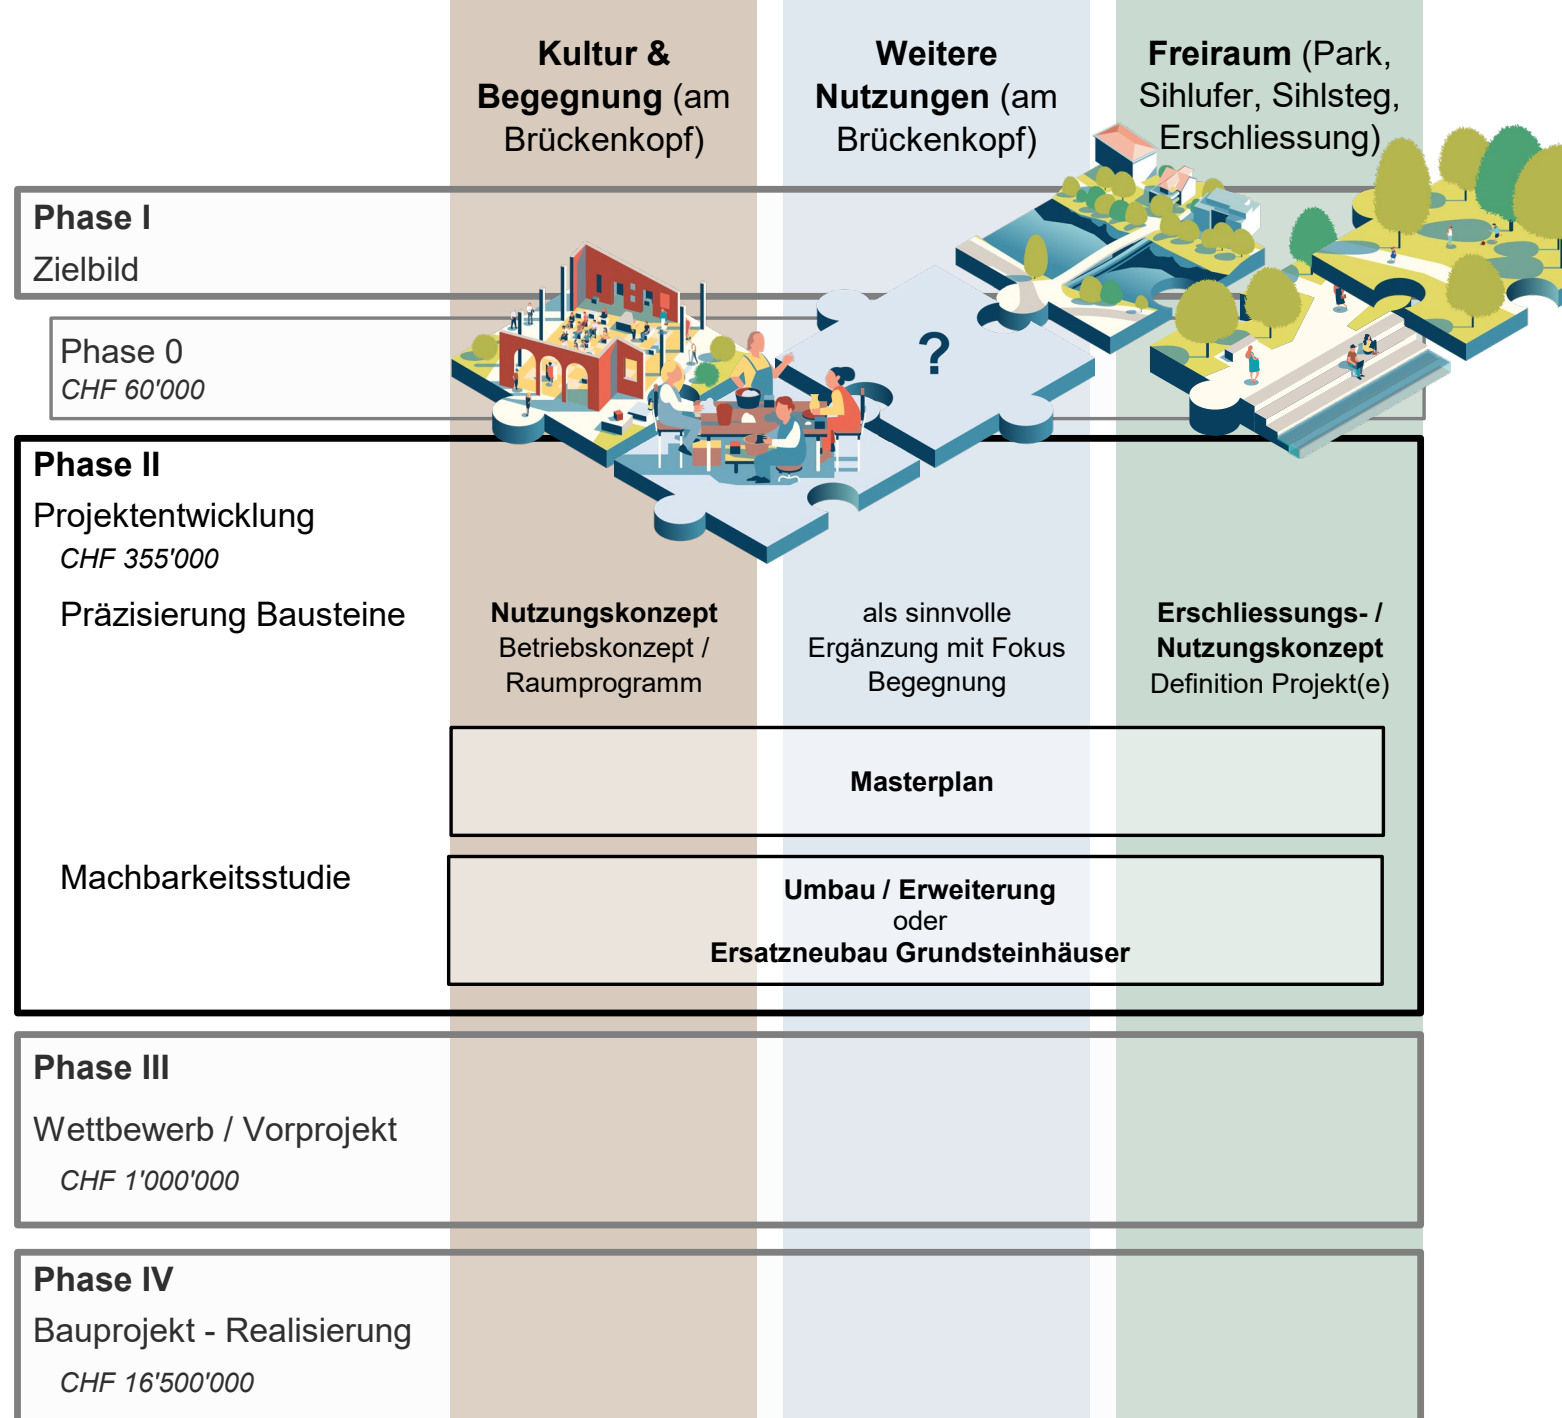 Kultur &
Begegnung (am
Brückenkopf)
Weitere
Nutzungen (am
Brückenkopf)
Freiraum (Park,
Sihlufer, Sihlsteg,
Erschliessung)
Phase I
Zielbild
Phase 0
CHF 60'000
?
Phase II
Projektentwicklung
CHF 355'000
Präzisierung Bausteine
Nutzungskonzept
Betriebskonzept /
Raumprogramm
als sinnvolle
Ergänzung mit Fokus
Begegnung
Erschliessungs- /
Nutzungskonzept
Definition Projekt(e)
Masterplan
Machbarkeitsstudie
Umbau / Erweiterung
oder
Ersatzneubau Grundsteinhäuser
Phase III
Wettbewerb / Vorprojekt
CHF 1'000'000
Phase IV
Bauprojekt - Realisierung
CHF 16'500'000